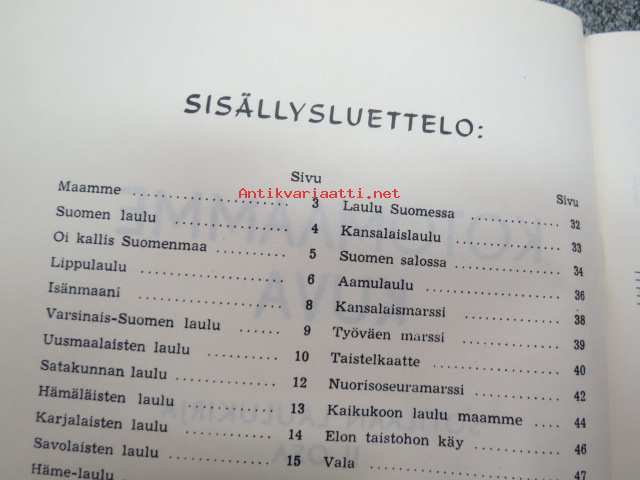 SISÄLLYSLUETTELO:
Antikvariaatti.net
Sivu
Maamme 3
Suomen laulu 4
Oi kallis Suomenmaa 5
Lippulaulu 6
Isänmaani 8
Varsinais-Suomen laulu 9
Uusmaalaisten laulu 10
Satakunnan laulu 12
Hämäläisten laulu 13
Karjalaisten laulu 14
Savolaisten laulu 15
Häme-laulu
Sivu
Laulu Suomessa 32
Kansalaislaulu 33
Suomen salossa 34
Aamulaulu 36
Kansalaismarssi 38
Työväen marssi 39
Taistelkaatte 40
Nuorisoseuramarssi 42
Kaikukoon laulu maamme 44
Elon taistohon käy 46
Vala 47